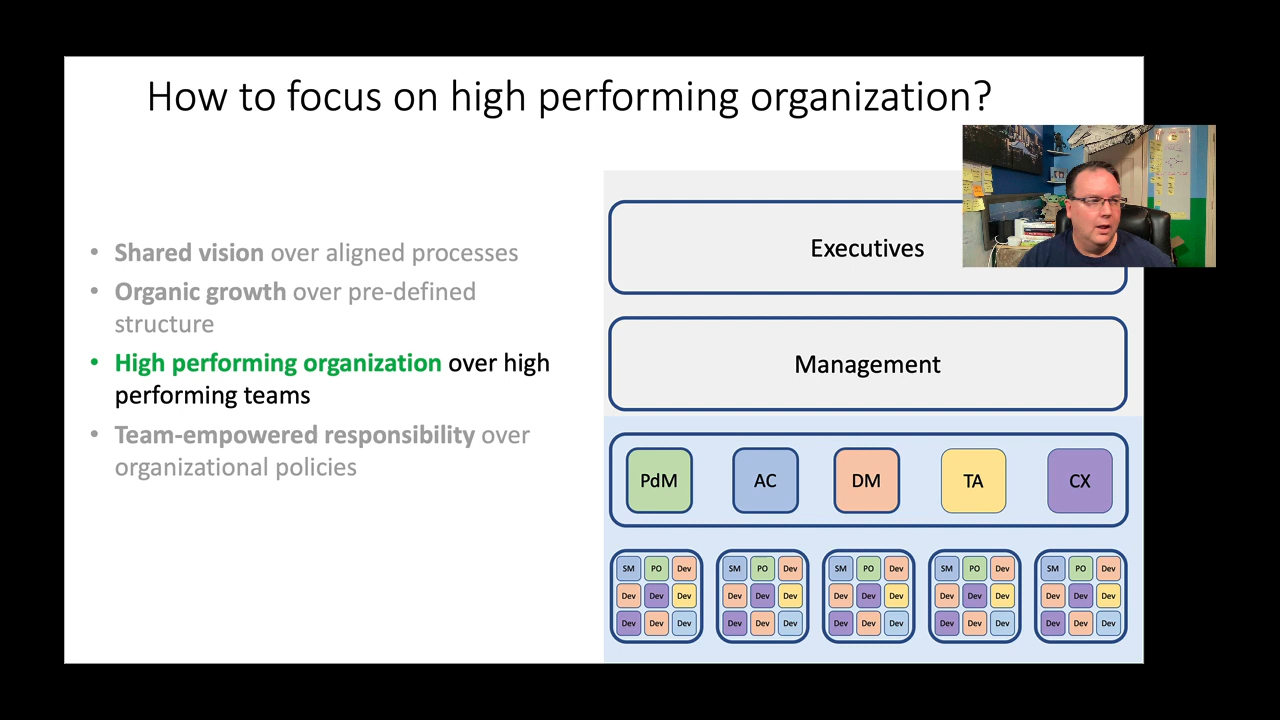 How to focus on high performing organization?
• Shared vision over aligned processes
• Organic growth over pre-defined
structure
• High performing organization over high
performing teams
• Team-empowered responsibility over
organizational policies
Executives
Management
PdM AC DM TA CX
SM PO Dev SM PO Dev SM PO Dev SM PO Dev SM PO Dev
Dev Dev Dev Dev Dev Dev Dev Dev Dev Dev Dev Dev Dev Dev Dev
Dev Dev Dev Dev Dev Dev Dev Dev Dev Dev Dev Dev Dev Dev Dev